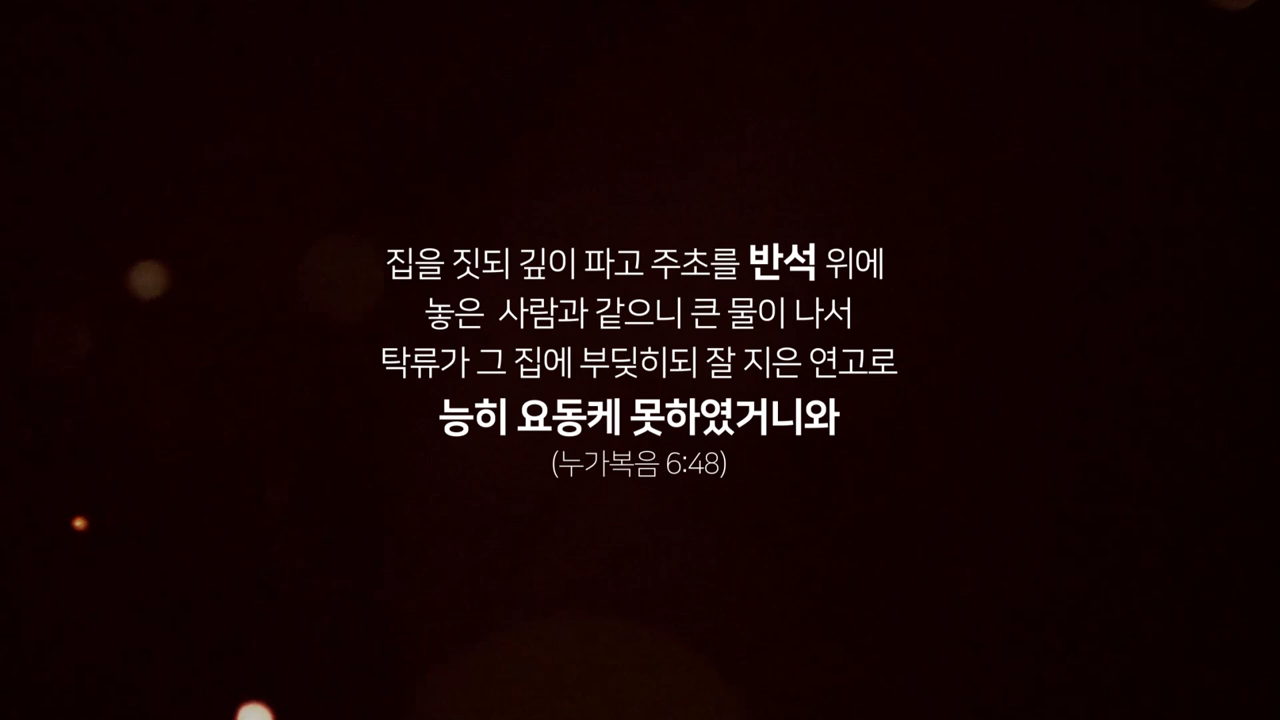 집을 짓되 깊이 파고 주초를 반석 위에
놓은 사람과 같으니 큰 물이 나서
탁류가 그 집에 부딪히되 잘 지은 연고로
능히 요동케 못하였거니와
(누가복음 6:48)